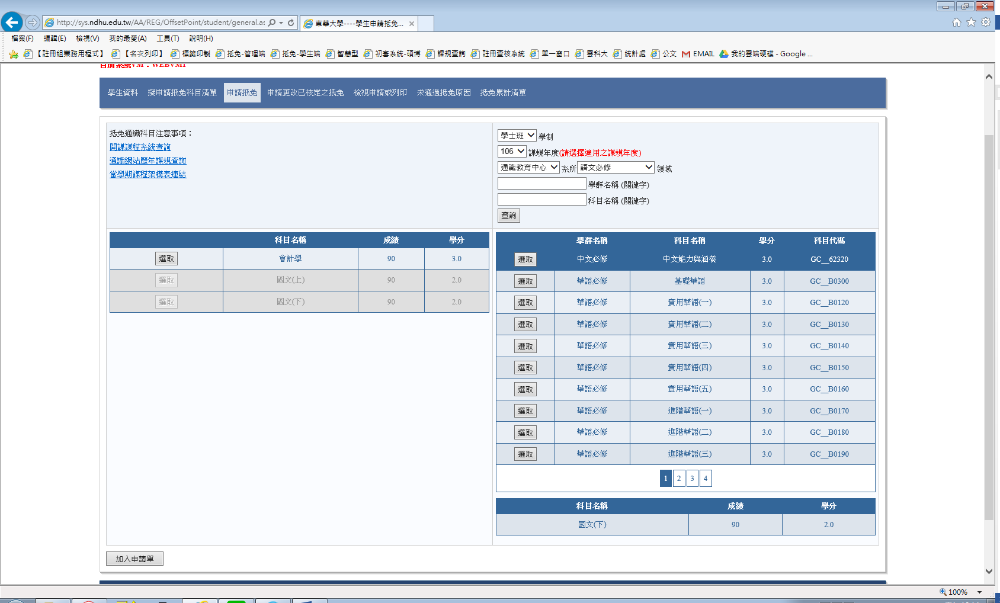 http://sys.ndhu.edu.tw/AA/REG/OffsetPoint/student/general.as
東華大學----學生申請抵免...
檔案(F) 編輯(E) 檢視(V) 我的最愛(A) 工具(T) 說明(H)
【註冊組業務用程式】 【名次列印】 標籤印製 抵免-管理端 抵免-學生端 智慧型 初審系統-碩博 課規查詢 註冊查核系統 單一窗口 雲科大 統計處 公文 EMAIL 我的雲端硬碟 - Google ...
目前系統VM：WEBVM1
學生資料 擬申請抵免科目清單 申請抵免 申請更改已核定之抵免 檢視申請或列印 未通過抵免原因 抵免累計清單
抵免通識科目注意事項：
開課課程系統查詢
通識網站歷年課規查詢
當學期課程架構表連結
學士班 學制
106 課規年度(請選擇適用之課規年度)
通識教育中心 系所 語文必修 領域
學群名稱 (關鍵字)
科目名稱 (關鍵字)
查詢
科目名稱 成績 學分
選取 會計學 90 3.0
選取 國文(上) 90 2.0
選取 國文(下) 90 2.0
學群名稱 科目名稱 學分 科目代碼
選取 中文必修 中文能力與涵養 3.0 GC__62320
選取 華語必修 基礎華語 3.0 GC__B0300
選取 華語必修 實用華語(一) 3.0 GC__B0120
選取 華語必修 實用華語(二) 3.0 GC__B0130
選取 華語必修 實用華語(三) 3.0 GC__B0140
選取 華語必修 實用華語(四) 3.0 GC__B0150
選取 華語必修 實用華語(五) 3.0 GC__B0160
選取 華語必修 進階華語(一) 3.0 GC__B0170
選取 華語必修 進階華語(二) 3.0 GC__B0180
選取 華語必修 進階華語(三) 3.0 GC__B0190
1 2 3 4
科目名稱 成績 學分
國文(下) 90 2.0
加入申請單
100%